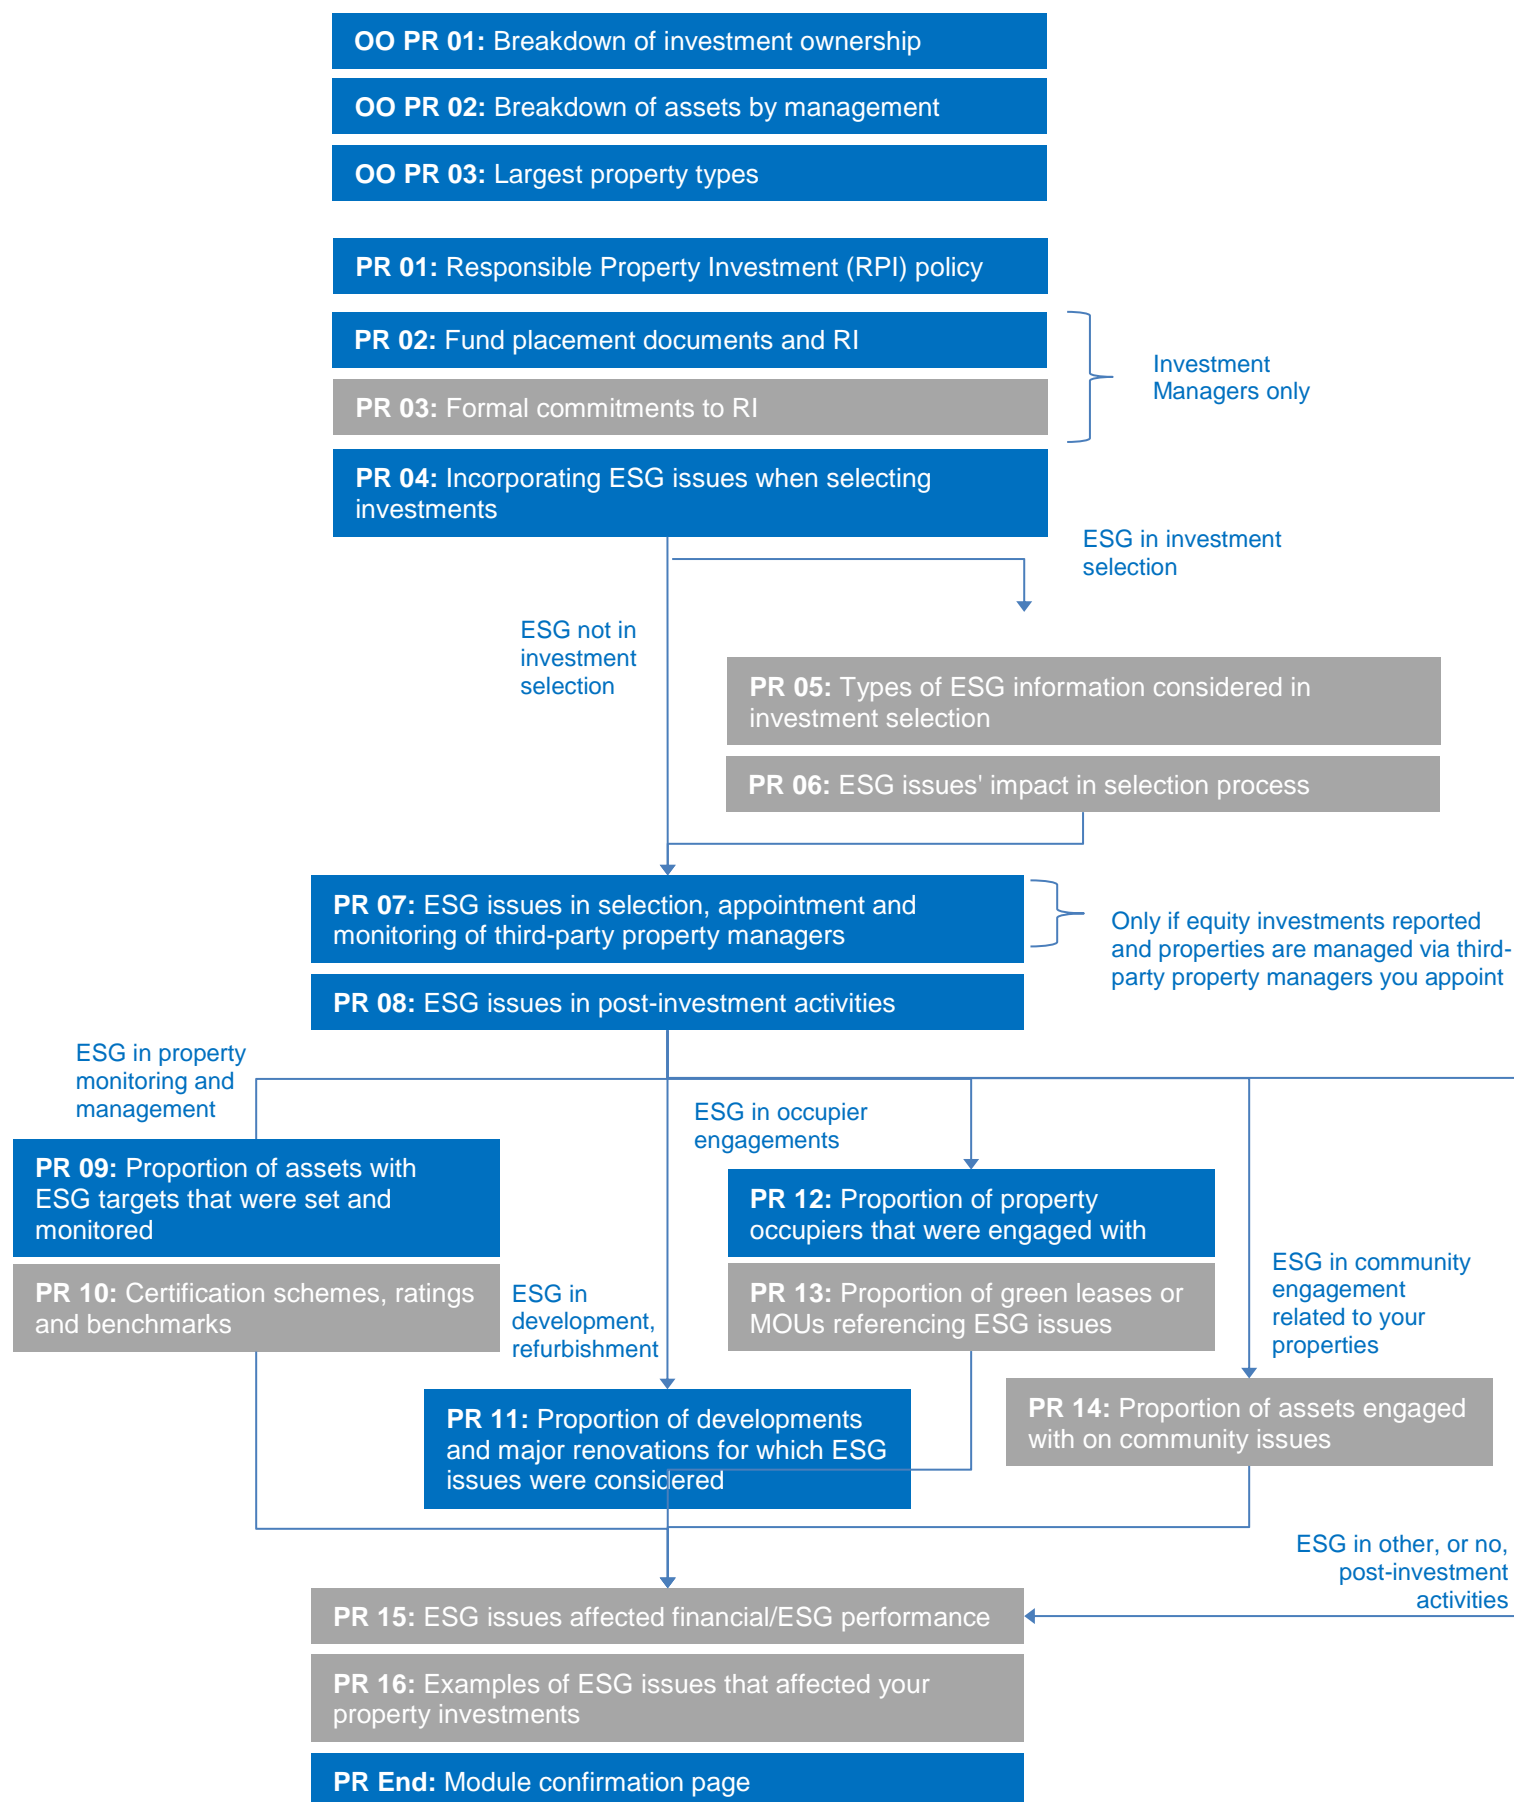 OO PR 01: Breakdown of investment ownership
OO PR 02: Breakdown of assets by management
OO PR 03: Largest property types
PR 01: Responsible Property Investment (RPI) policy
PR 02: Fund placement documents and RI
Investment
Managers only
PR 03: Formal commitments to RI
PR 04: Incorporating ESG issues when selecting
investments
ESG in investment
selection
ESG not in
investment
selection
PR 05: Types of ESG information considered in
investment selection
PR 06: ESG issues' impact in selection process
PR 07: ESG issues in selection, appointment and
monitoring of third-party property managers
Only if equity investments reported
and properties are managed via third-
party property managers you appoint
PR 08: ESG issues in post-investment activities
ESG in property
monitoring and
management
ESG in occupier
engagements
PR 09: Proportion of assets with
ESG targets that were set and
monitored
PR 12: Proportion of property
occupiers that were engaged with
ESG in community
engagement
related to your
properties
PR 10: Certification schemes, ratings
and benchmarks
ESG in
development,
refurbishment
PR 13: Proportion of green leases or
MOUs referencing ESG issues
PR 11: Proportion of developments
and major renovations for which ESG
issues were considered
PR 14: Proportion of assets engaged
with on community issues
ESG in other, or no,
post-investment
activities
PR 15: ESG issues affected financial/ESG performance
PR 16: Examples of ESG issues that affected your
property investments
PR End: Module confirmation page